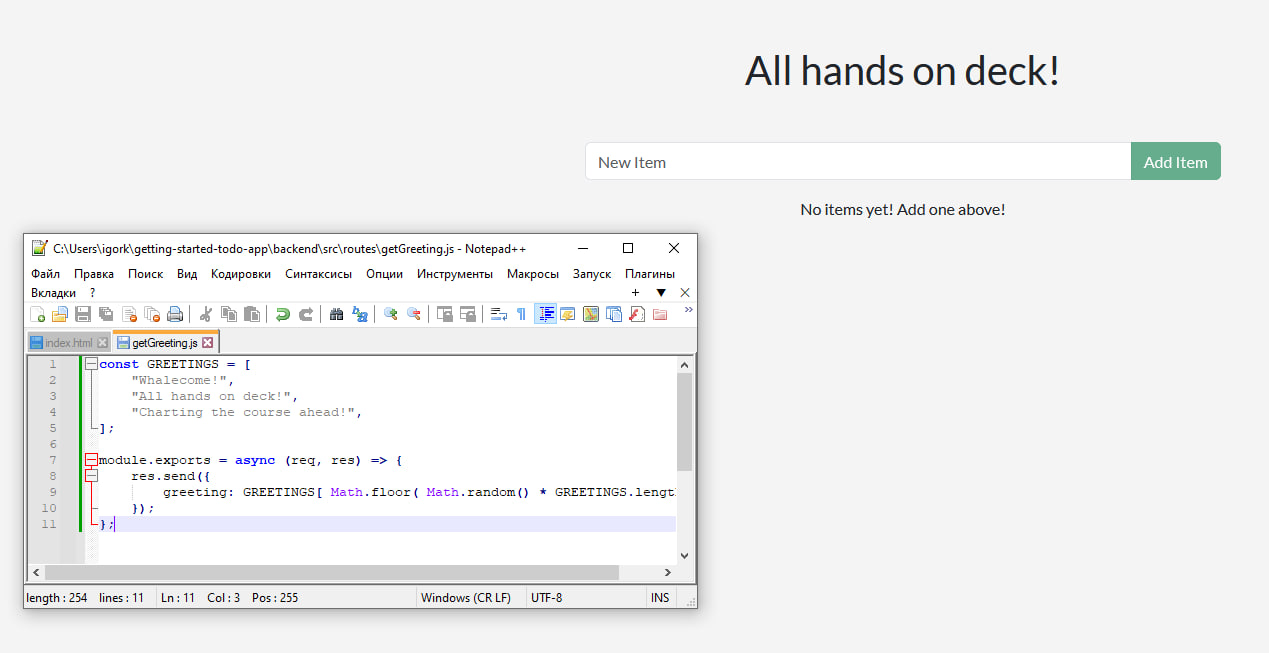 All hands on deck!
New Item
Add Item
No items yet! Add one above!
C:\Users\igork\getting-started-todo-app\backend\src\routes\getGreeting.js - Notepad++
Файл Правка Поиск Вид Кодировки Синтаксисы Опции Инструменты Макросы Запуск Плагины
Вкладки ?
index.html getGreeting.js
1 const GREETINGS = [
2 "Whalecome!",
3 "All hands on deck!",
4 "Charting the course ahead!",
5 ];
6
7 module.exports = async (req, res) => {
8 res.send({
9 greeting: GREETINGS[ Math.floor( Math.random() * GREETINGS.lengt
10 });
11 };
length : 254 lines : 11 Ln : 11 Col : 3 Pos : 255 Windows (CR LF) UTF-8 INS